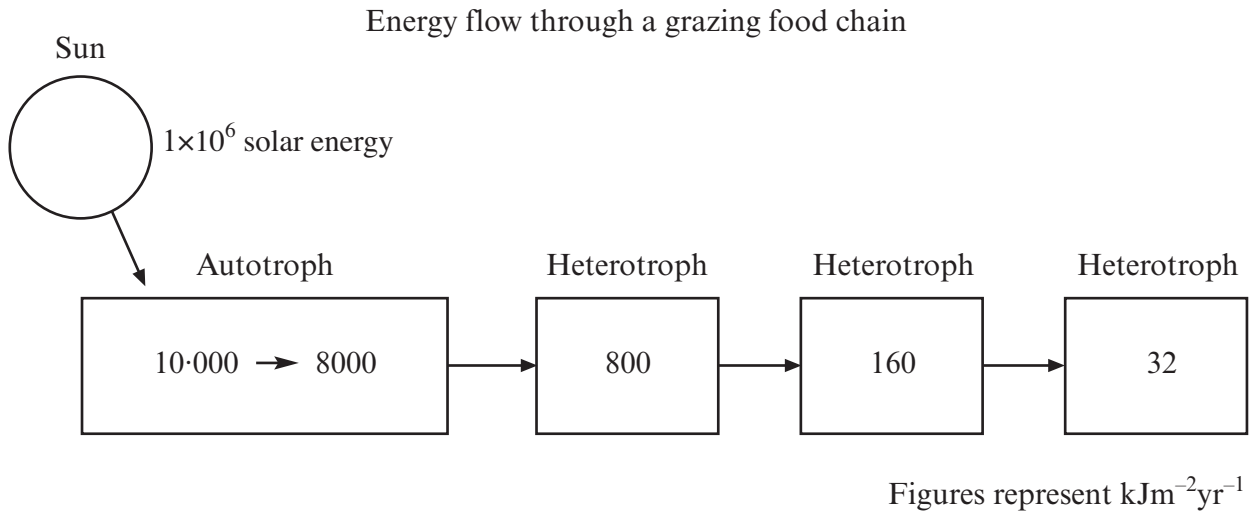 Energy flow through a grazing food chain
Sun
1×10⁶ solar energy
Autotroph
Heterotroph
Heterotroph
Heterotroph
10·000 → 8000
800
160
32
Figures represent kJm⁻²yr⁻¹